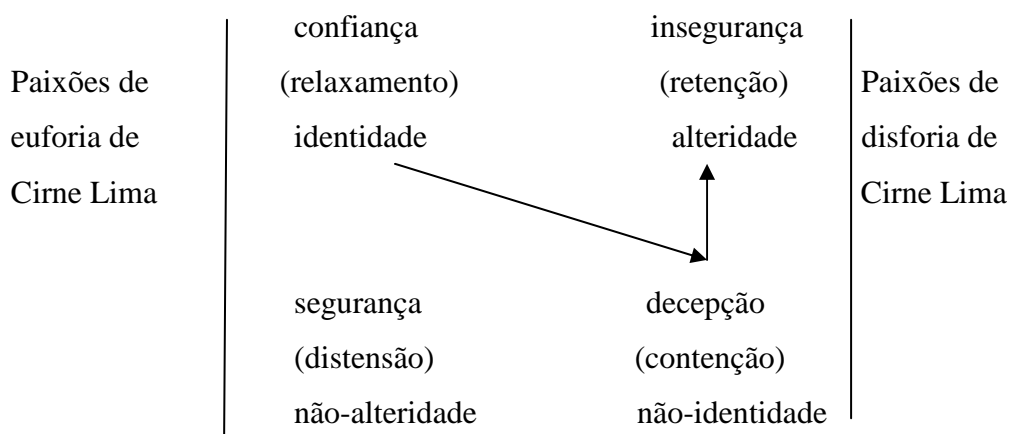 confiança insegurança
Paixões de (relaxamento) (retenção) Paixões de
euforia de identidade alteridade disforia de
Cirne Lima Cirne Lima
segurança decepção
(distensão) (contenção)
não-alteridade não-identidade